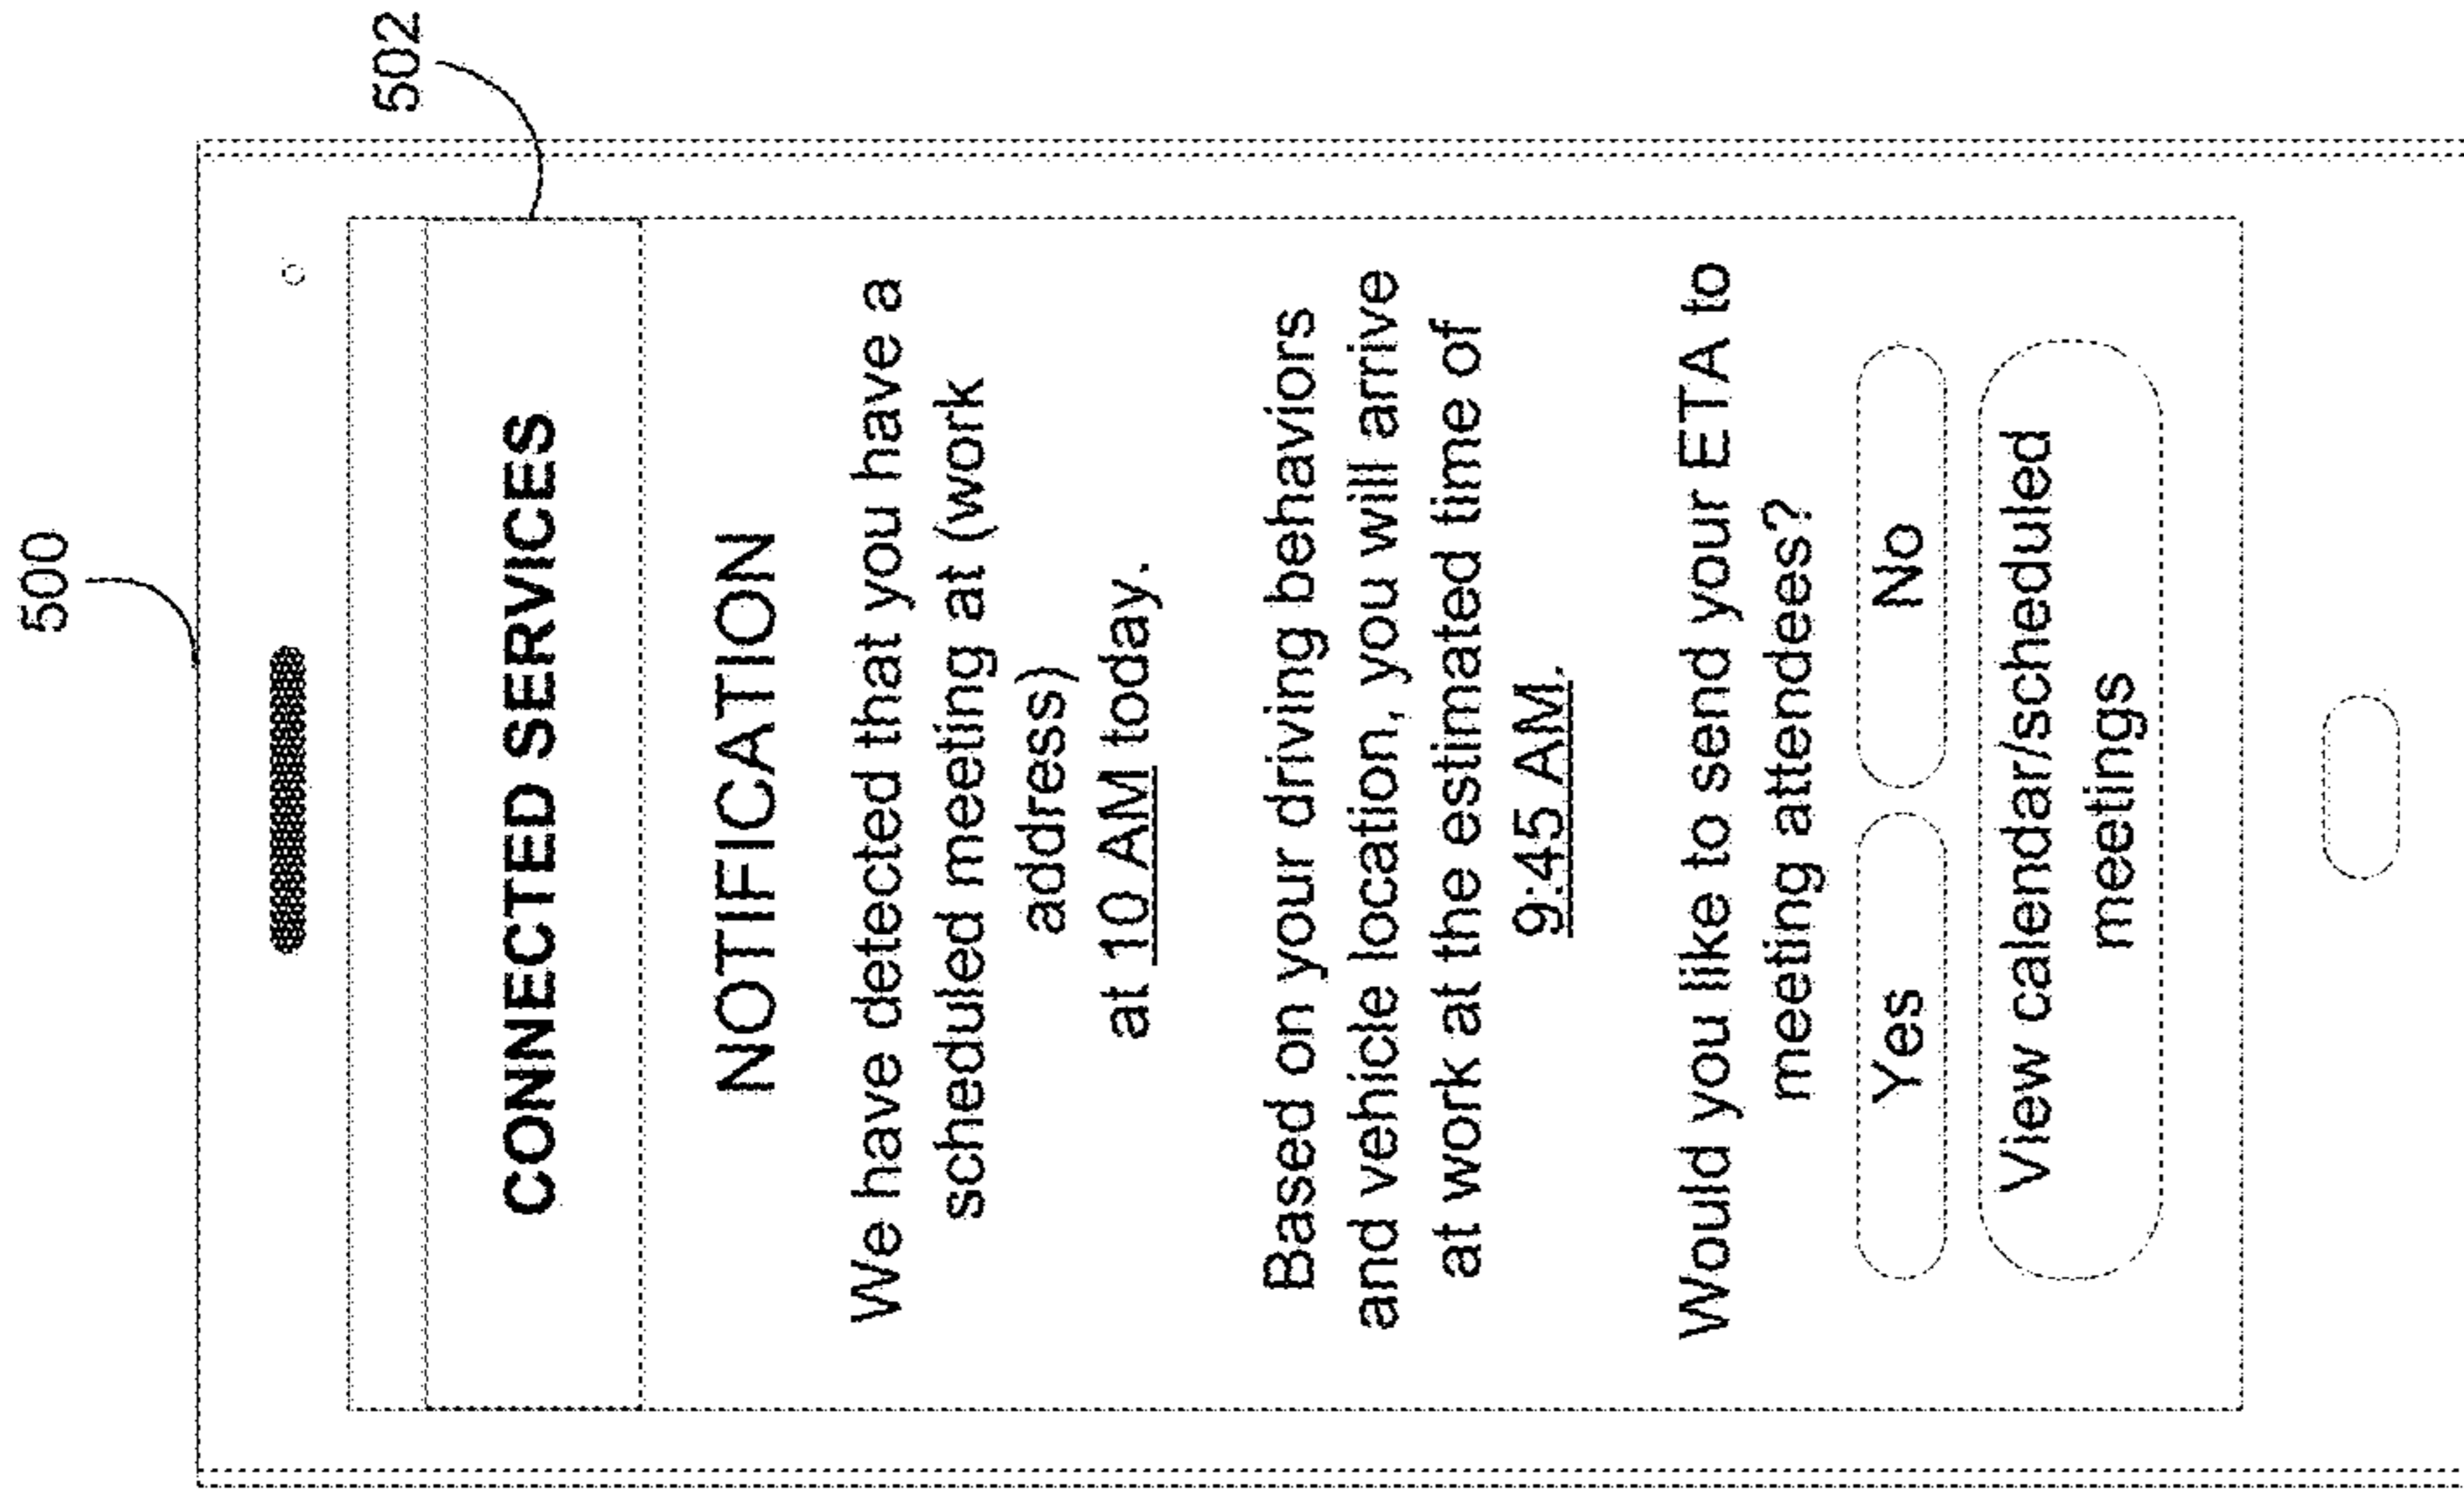 500
502
CONNECTED SERVICES
NOTIFICATION
We have detected that you have a
scheduled meeting at (work
address)
at 10 AM today.
Based on your driving behaviors
and vehicle location, you will arrive
at work at the estimated time of
9:45 AM.
Would you like to send your ETA to
meeting attendees?
Yes
No
View calendar/scheduled
meetings